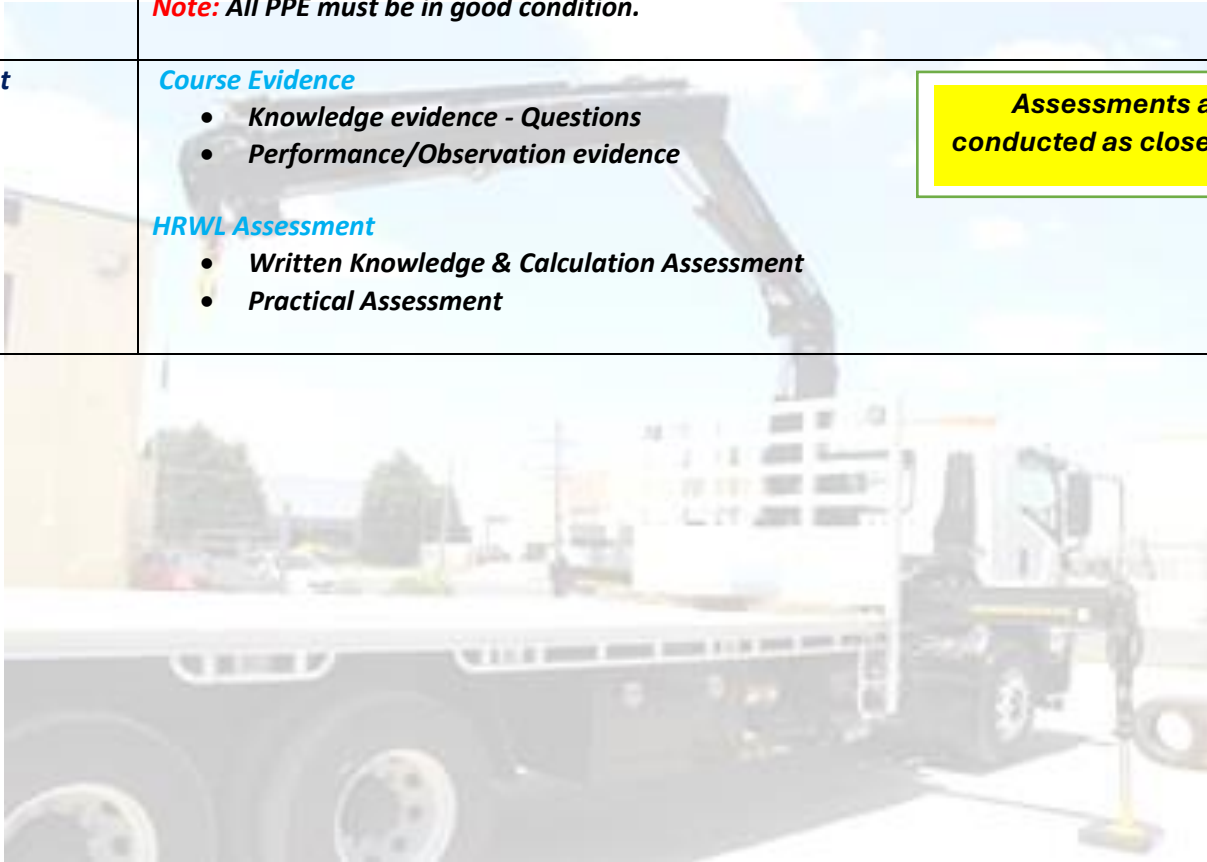 Note: All PPE must be in good condition.
t
Course Evidence
• Knowledge evidence - Questions
• Performance/Observation evidence
Assessments a
conducted as close
HRWL Assessment
• Written Knowledge & Calculation Assessment
• Practical Assessment